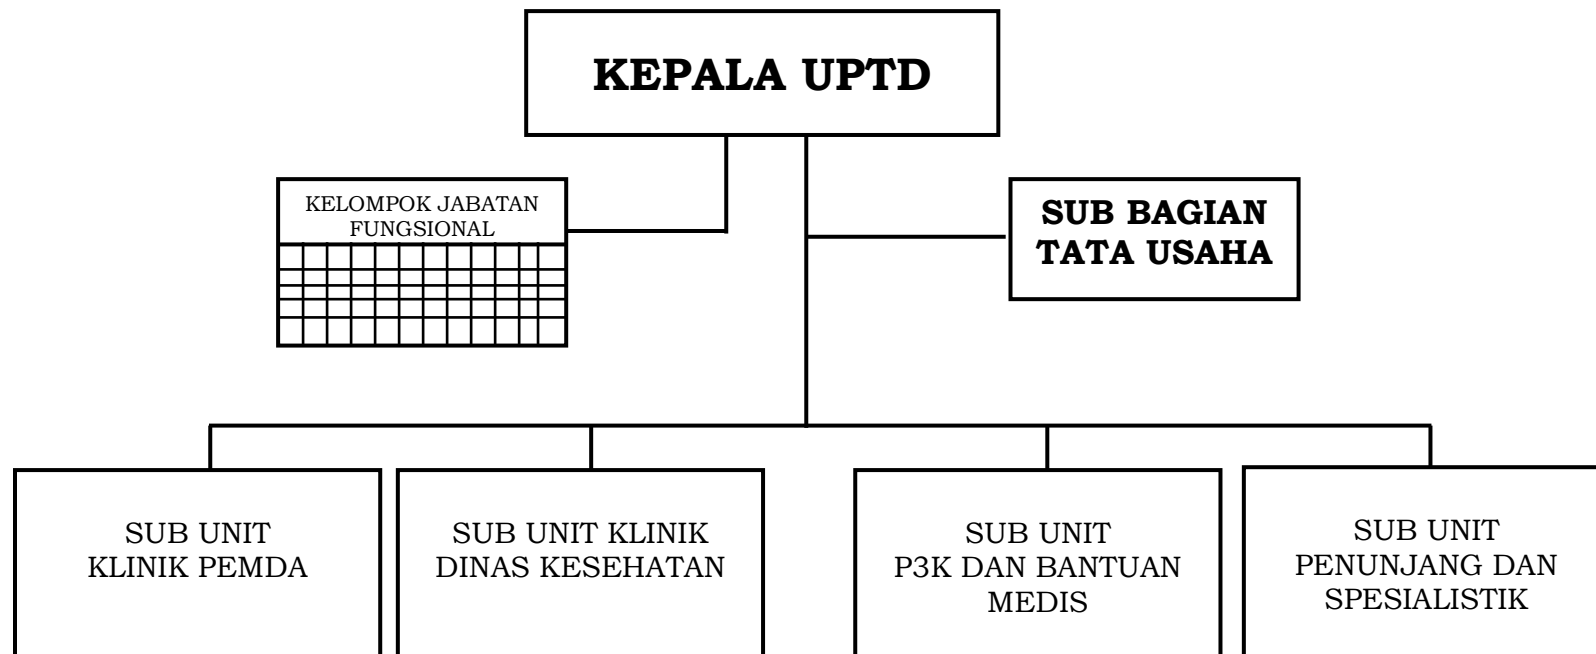 KEPALA UPTD
KELOMPOK JABATAN
FUNGSIONAL
SUB BAGIAN
TATA USAHA
SUB UNIT
KLINIK PEMDA
SUB UNIT KLINIK
DINAS KESEHATAN
SUB UNIT
P3K DAN BANTUAN
MEDIS
SUB UNIT
PENUNJANG DAN
SPESIALISTIK